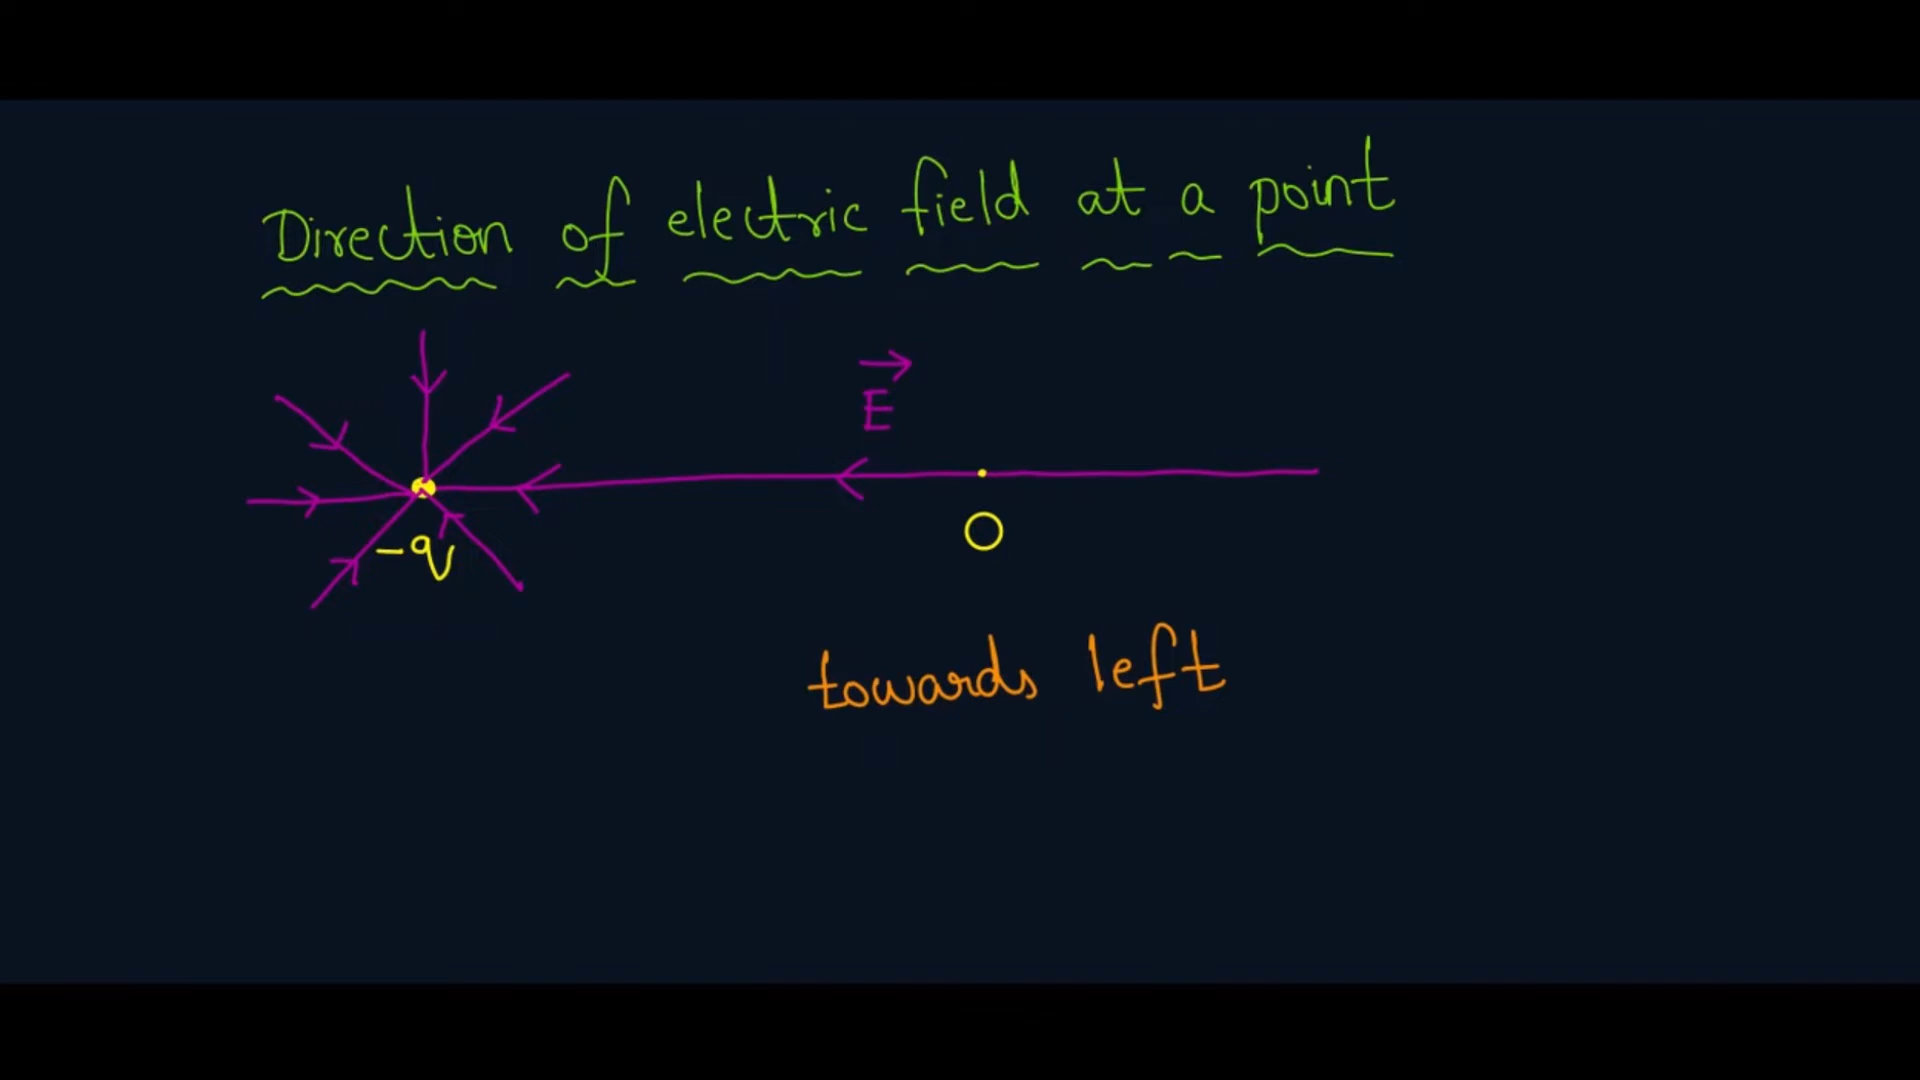 Direction of electric field at a point
E
-q
O
towards left